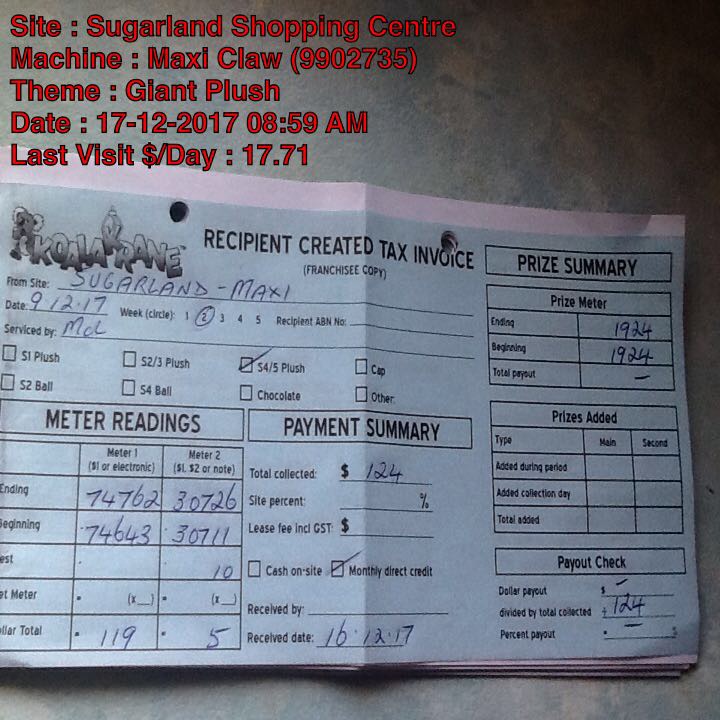 Site : Sugarland Shopping Centre
Machine : Maxi Claw (9902735)
Theme : Giant Plush
Date : 17-12-2017 08:59 AM
Last Visit $/Day : 17.71
KOALA KRANE
RECIPIENT CREATED TAX INVOICE
(FRANCHISEE COPY)
From Site: SUGARLAND - MAXI
Date: 9.12.17 Week (circle): 1 2 3 4 5 Recipient ABN No:
Serviced by:
S1 Plush S2/3 Plush S4/5 Plush Cap
S2 Ball S4 Ball Chocolate Other:
METER READINGS
Meter 1 Meter 2
($1 or electronic) ($1, $2 or note)
Ending 74762 30726
eginning 74643 30711
est 10
et Meter = (x__) = (x__)
llar Total = 119 = 5
PAYMENT SUMMARY
Total collected: $ 124
Site percent: %
Lease fee incl GST: $
Cash on-site Monthly direct credit
Received by:
Received date: 16.12.17
PRIZE SUMMARY
Prize Meter
Ending 1924
Beginning 1924
Total payout —
Prizes Added
Type Main Second
Added during period
Added collection day
Total added
Payout Check
Dollar payout $ —
divided by total collected ÷ 124
Percent payout = — %